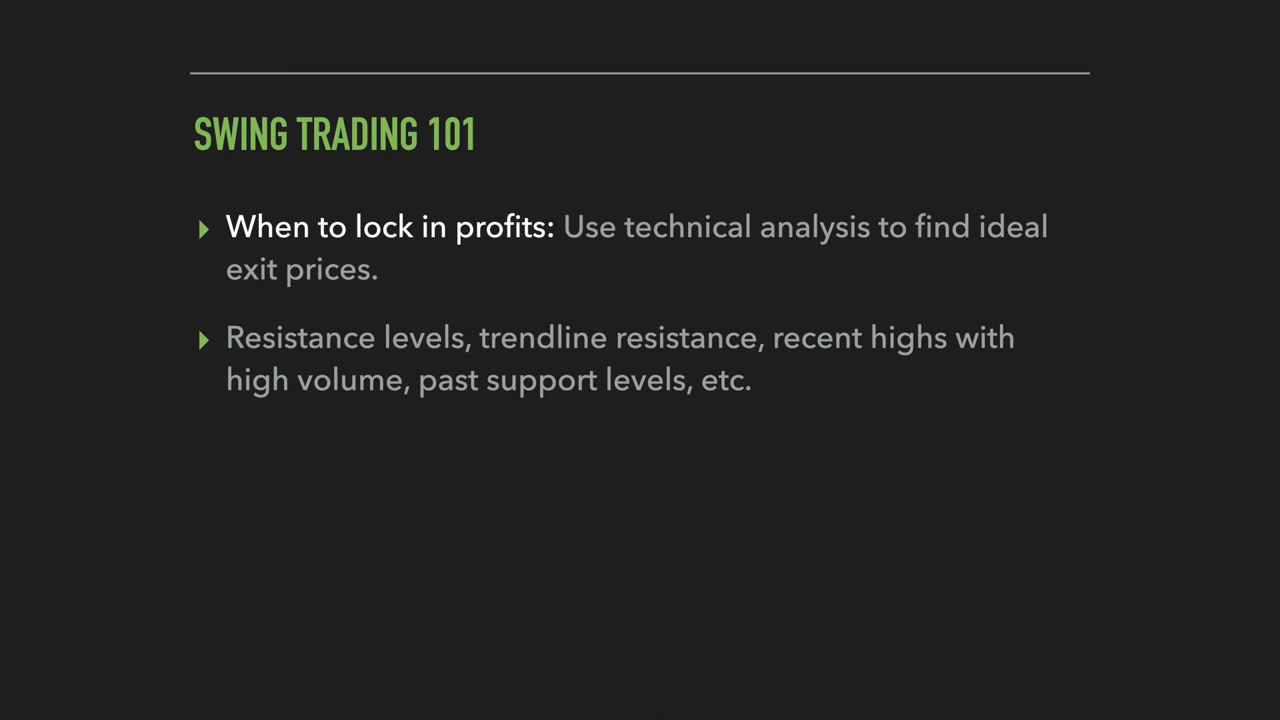 SWING TRADING 101
▸ When to lock in profits: Use technical analysis to find ideal
exit prices.
▸ Resistance levels, trendline resistance, recent highs with
high volume, past support levels, etc.